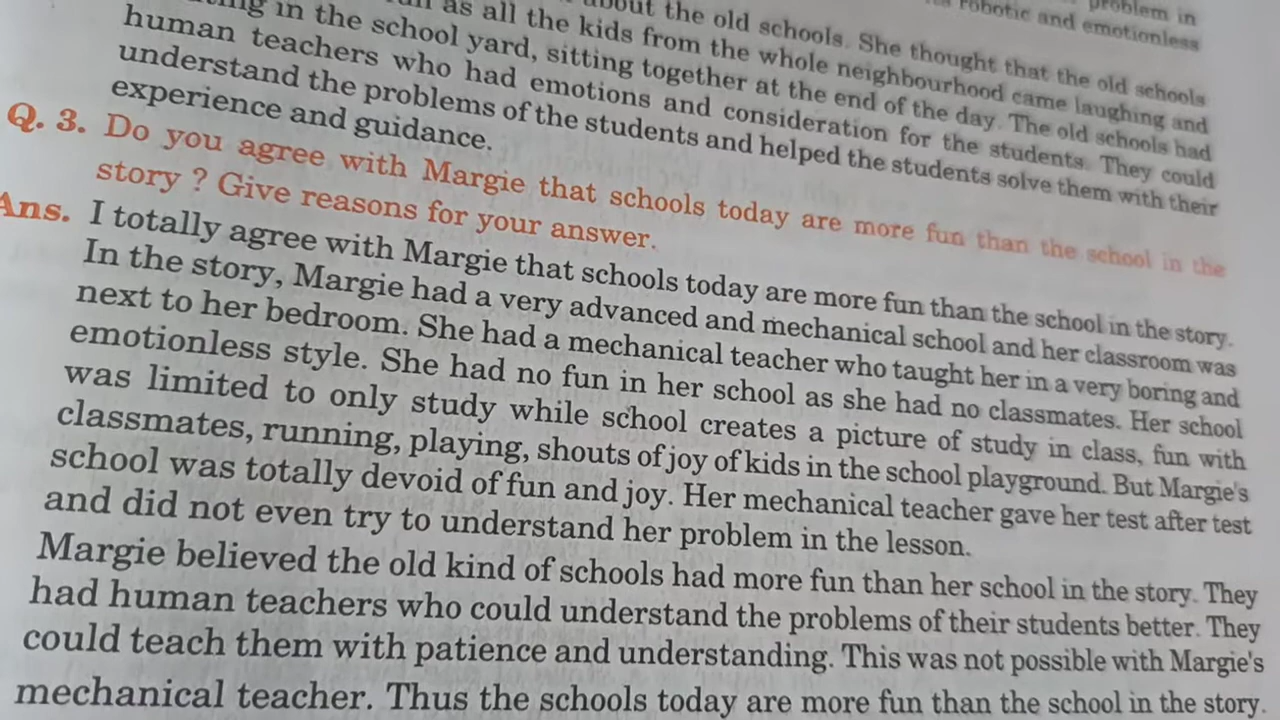 problem in
robotic and emotionless
about the old schools. She thought that the old schools
as all the kids from the whole neighbourhood came laughing and
in the school yard, sitting together at the end of the day. The old schools had
human teachers who had emotions and consideration for the students. They could
understand the problems of the students and helped the students solve them with their
experience and guidance.
Q. 3. Do you agree with Margie that schools today are more fun than the school in the
story ? Give reasons for your answer.
Ans. I totally agree with Margie that schools today are more fun than the school in the story.
In the story, Margie had a very advanced and mechanical school and her classroom was
next to her bedroom. She had a mechanical teacher who taught her in a very boring and
emotionless style. She had no fun in her school as she had no classmates. Her school
was limited to only study while school creates a picture of study in class, fun with
classmates, running, playing, shouts of joy of kids in the school playground. But Margie's
school was totally devoid of fun and joy. Her mechanical teacher gave her test after test
and did not even try to understand her problem in the lesson.
Margie believed the old kind of schools had more fun than her school in the story. They
had human teachers who could understand the problems of their students better. They
could teach them with patience and understanding. This was not possible with Margie's
mechanical teacher. Thus the schools today are more fun than the school in the story.